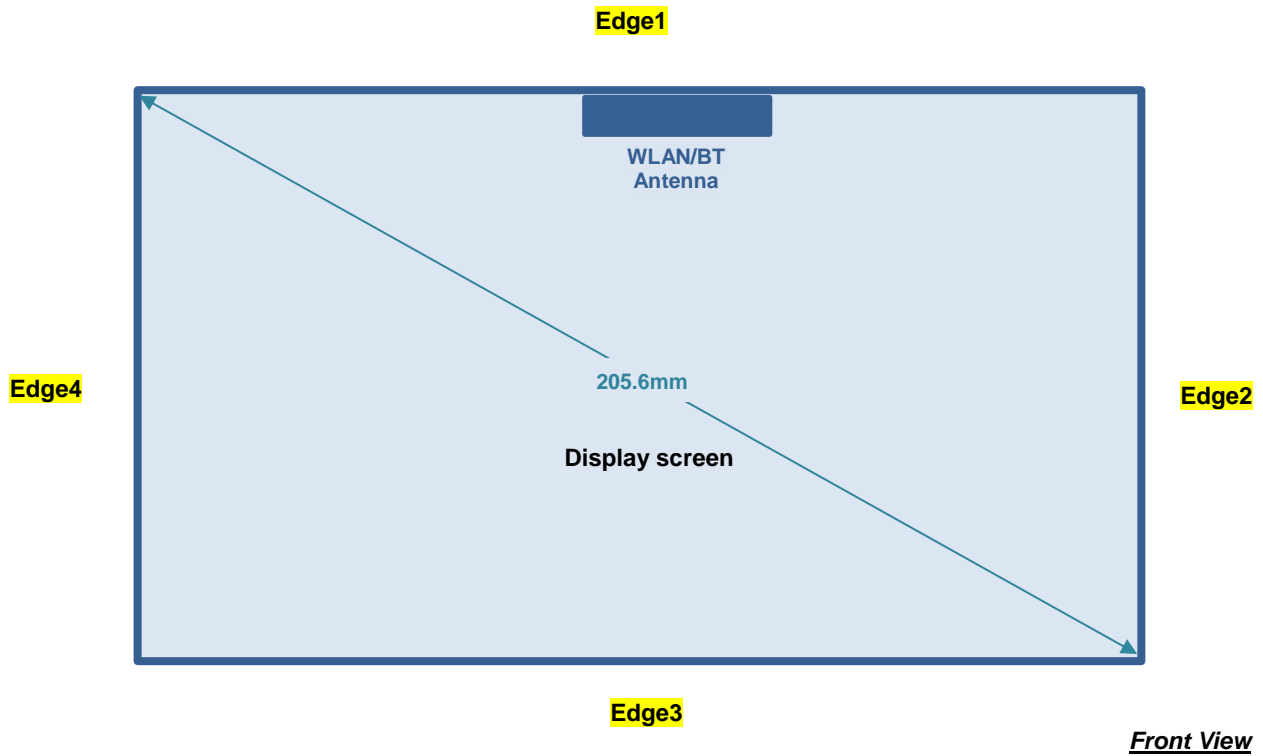 Edge1
WLAN/BT
Antenna
205.6mm
Edge4
Edge2
Display screen
Edge3
Front View